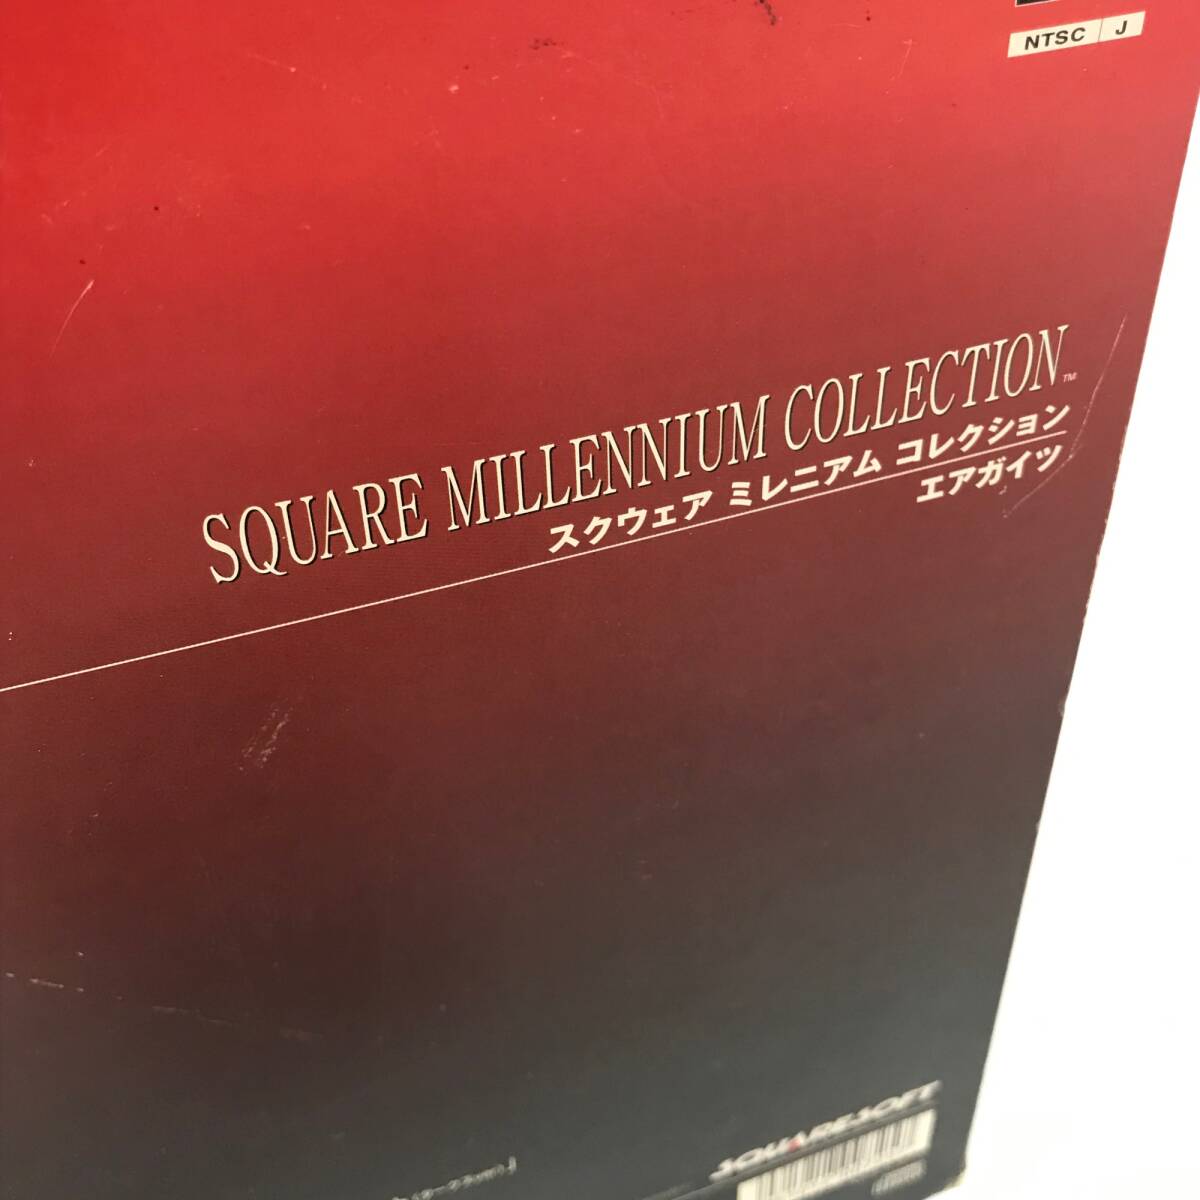 NTSC J
SQUARE MILLENNIUM COLLECTION™
スクウェア ミレニアム コレクション
エアガイツ
SQUARESOFT